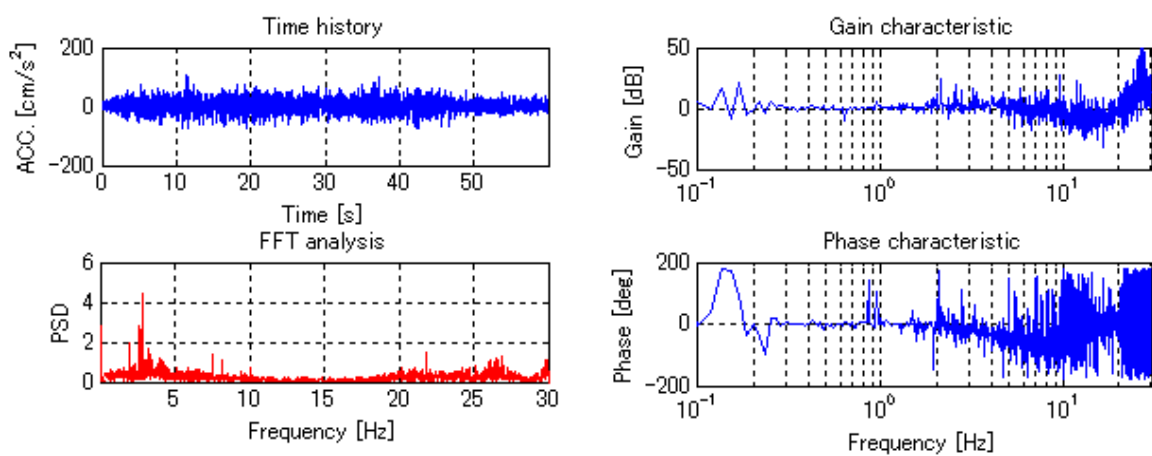 Time history
200
0
-200
ACC. [cm/s²]
0 10 20 30 40 50
Time [s]
FFT analysis
6
4
2
0
PSD
5 10 15 20 25 30
Frequency [Hz]
Gain characteristic
50
0
-50
Gain [dB]
10⁻¹ 10⁰ 10¹
Phase characteristic
200
0
-200
Phase [deg]
10⁻¹ 10⁰ 10¹
Frequency [Hz]